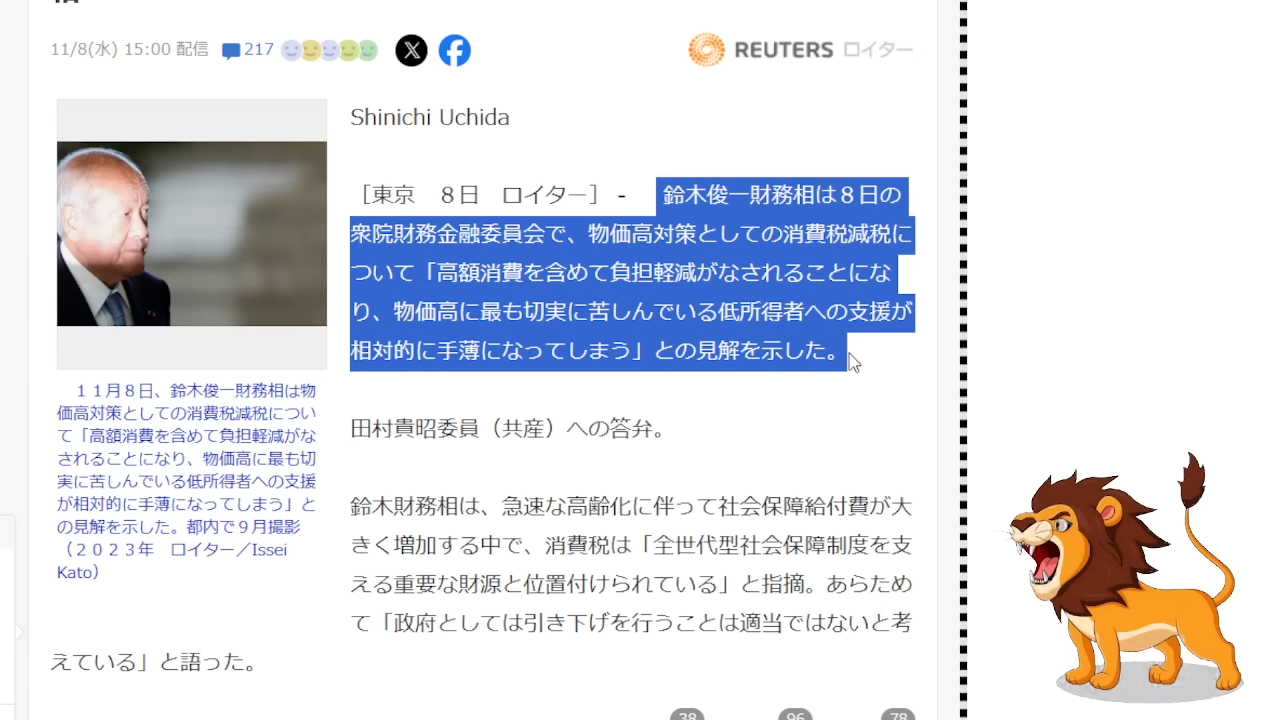 11/8(水) 15:00 配信 217 REUTERS ロイター
Shinichi Uchida
［東京　８日　ロイター］ -　鈴木俊一財務相は８日の
衆院財務金融委員会で、物価高対策としての消費税減税に
ついて「高額消費を含めて負担軽減がなされることにな
り、物価高に最も切実に苦しんでいる低所得者への支援が
相対的に手薄になってしまう」との見解を示した。
１１月８日、鈴木俊一財務相は物
価高対策としての消費税減税につい
て「高額消費を含めて負担軽減がな
されることになり、物価高に最も切
実に苦しんでいる低所得者への支援
が相対的に手薄になってしまう」と
の見解を示した。都内で９月撮影
（２０２３年　ロイター／Issei
Kato）
田村貴昭委員（共産）への答弁。
鈴木財務相は、急速な高齢化に伴って社会保障給付費が大
きく増加する中で、消費税は「全世代型社会保障制度を支
える重要な財源と位置付けられている」と指摘。あらため
て「政府としては引き下げを行うことは適当ではないと考
えている」と語った。
38 96 78